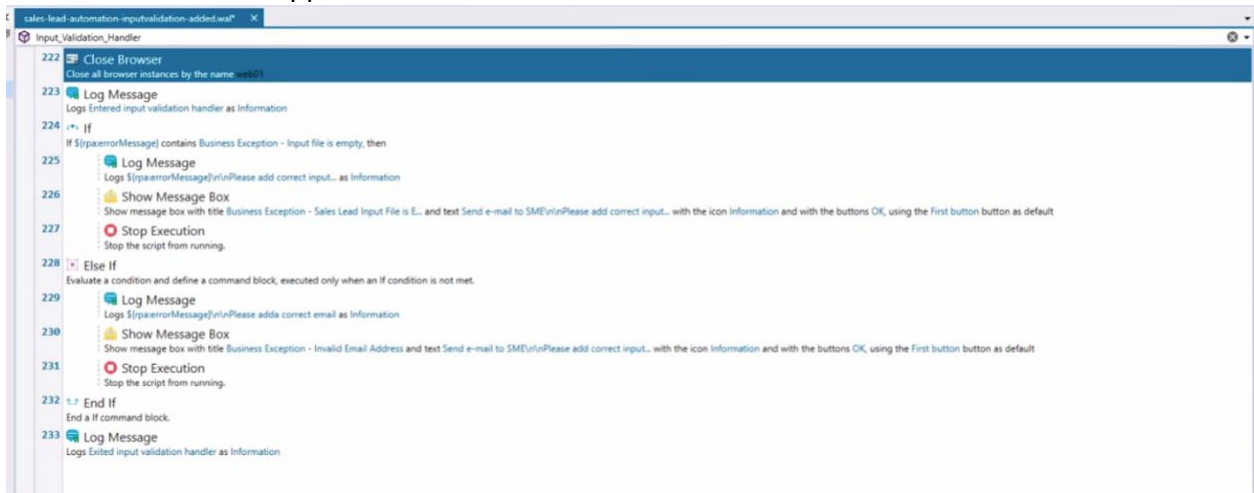 sales-lead-automation-inputvalidation-added.wal* X
Input_Validation_Handler
222 Close Browser
Close all browser instances by the name web01
223 Log Message
Logs Entered input validation handler as Information
224 If
If ${rpa:errorMessage} contains Business Exception - Input file is empty, then
225 Log Message
Logs ${rpa:errorMessage}\n\nPlease add correct input... as Information
226 Show Message Box
Show message box with title Business Exception - Sales Lead Input File is E... and text Send e-mail to SME\n\nPlease add correct input... with the icon Information and with the buttons OK, using the First button button as default
227 Stop Execution
Stop the script from running.
228 Else If
Evaluate a condition and define a command block, executed only when an If condition is not met.
229 Log Message
Logs ${rpa:errorMessage}\n\nPlease adda correct email as Information
230 Show Message Box
Show message box with title Business Exception - Invalid Email Address and text Send e-mail to SME\n\nPlease add correct input... with the icon Information and with the buttons OK, using the First button button as default
231 Stop Execution
Stop the script from running.
232 End If
End a If command block.
233 Log Message
Logs Exited input validation handler as Information